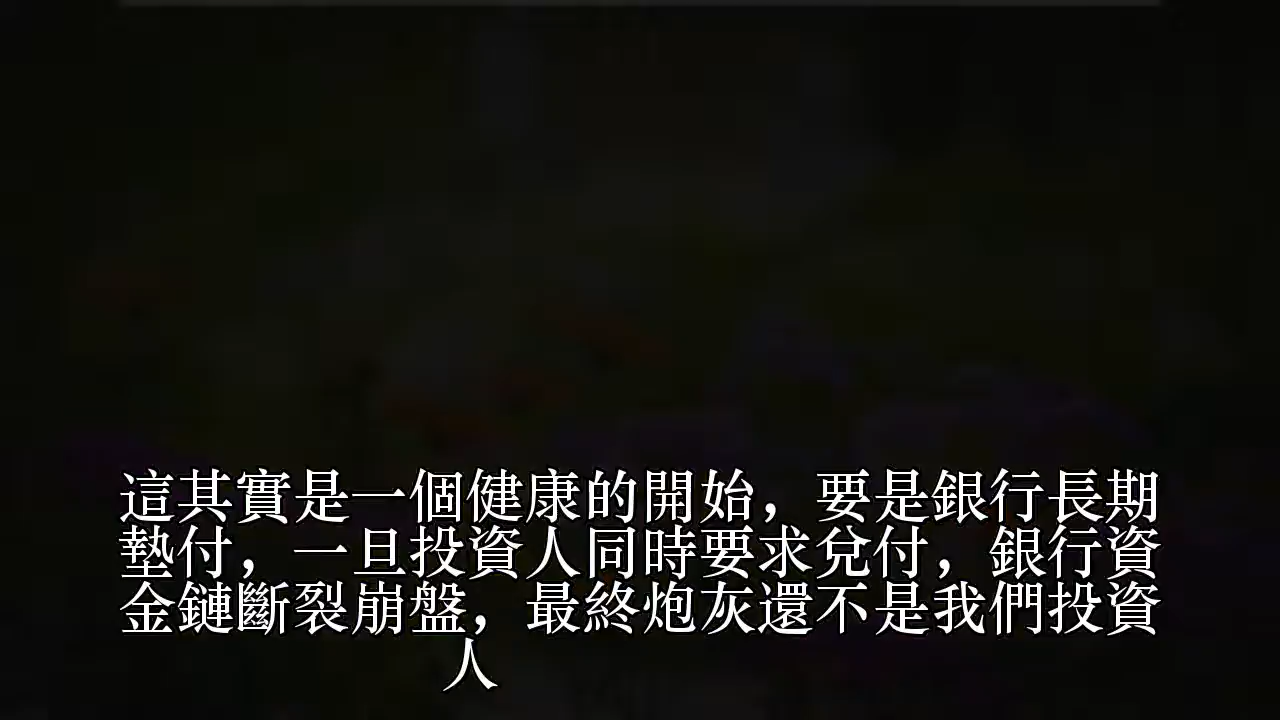 這其實是一個健康的開始，要是銀行長期
墊付，一旦投資人同時要求兌付，銀行資
金鏈斷裂崩盤，最終炮灰還不是我們投資
人